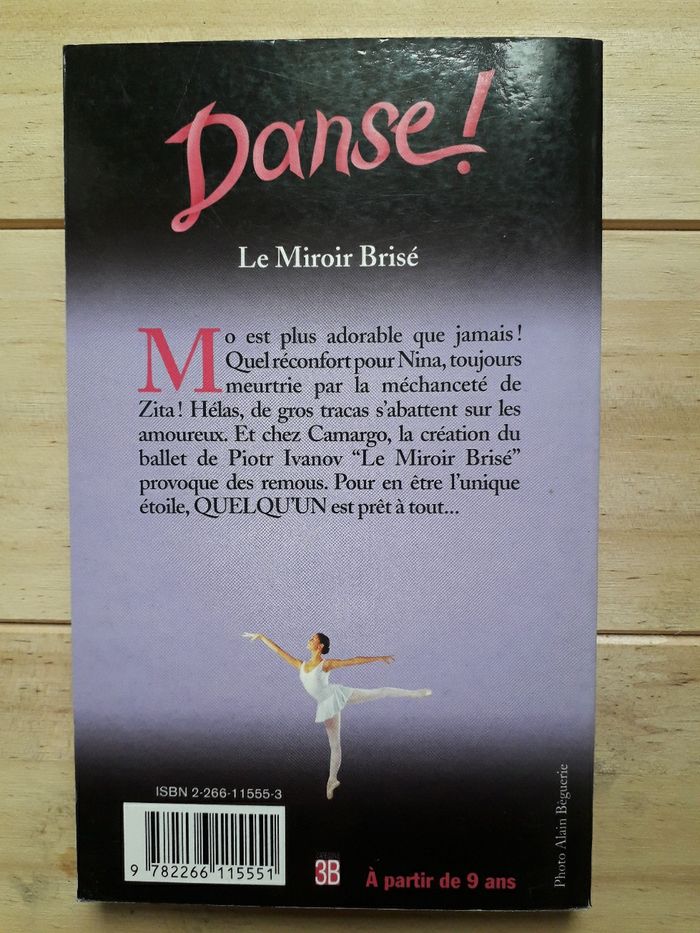 Danse!
Le Miroir Brisé
Mo est plus adorable que jamais!
Quel réconfort pour Nina, toujours
meurtrie par la méchanceté de
Zita! Hélas, de gros tracas s’abattent sur les
amoureux. Et chez Camargo, la création du
ballet de Piotr Ivanov “Le Miroir Brisé”
provoque des remous. Pour en être l’unique
étoile, QUELQU’UN est prêt à tout...
ISBN 2-266-11555-3
9 782266 115551
3B
À partir de 9 ans
Photo Alain Bèguerie